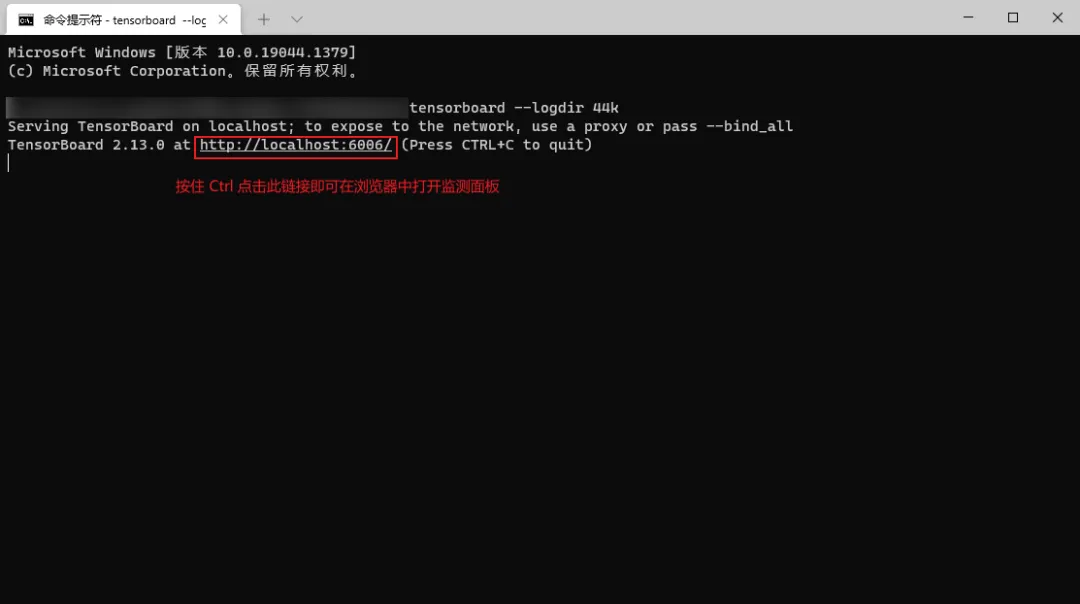 命令提示符 - tensorboard --log
Microsoft Windows [版本 10.0.19044.1379]
(c) Microsoft Corporation。保留所有权利。
tensorboard --logdir 44k
Serving TensorBoard on localhost; to expose to the network, use a proxy or pass --bind_all
TensorBoard 2.13.0 at http://localhost:6006/ (Press CTRL+C to quit)
按住 Ctrl 点击此链接即可在浏览器中打开监测面板